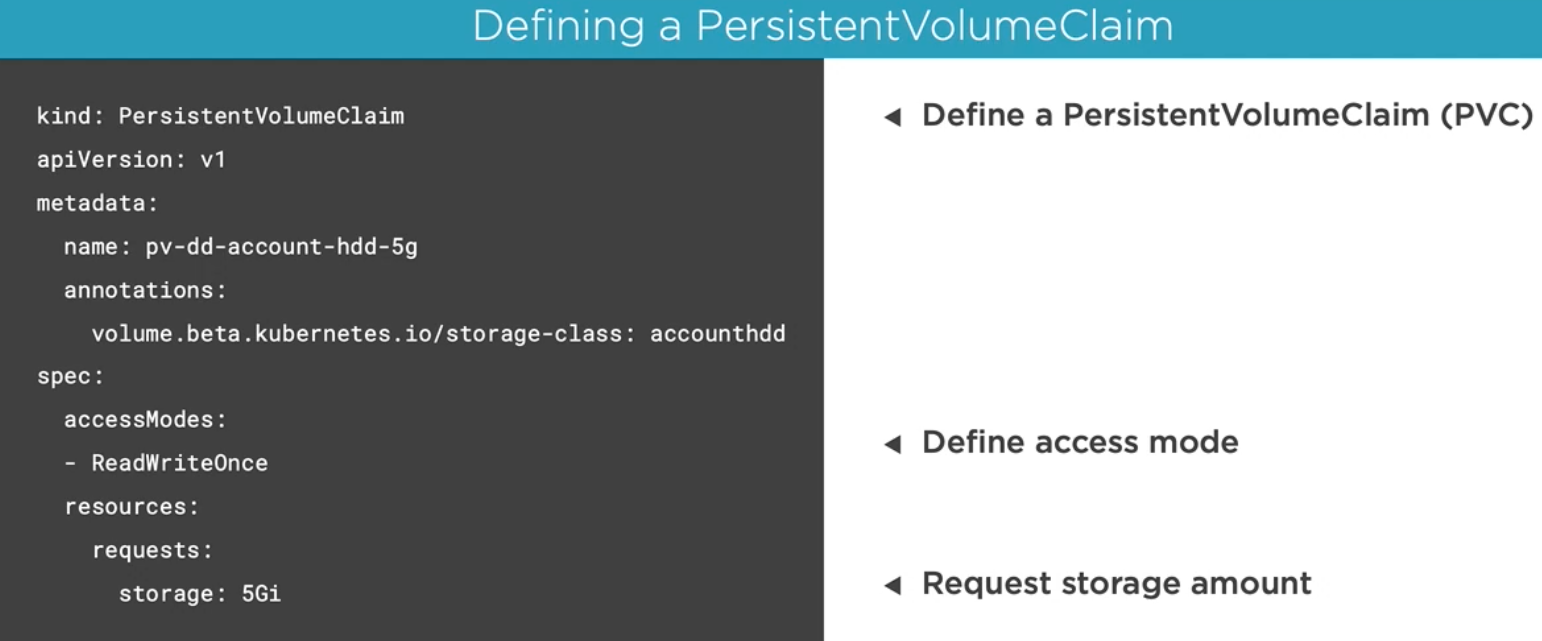 Defining a PersistentVolumeClaim
kind: PersistentVolumeClaim
apiVersion: v1
metadata:
  name: pv-dd-account-hdd-5g
  annotations:
    volume.beta.kubernetes.io/storage-class: accounthdd
spec:
  accessModes:
  - ReadWriteOnce
  resources:
    requests:
      storage: 5Gi
◄ Define a PersistentVolumeClaim (PVC)
◄ Define access mode
◄ Request storage amount